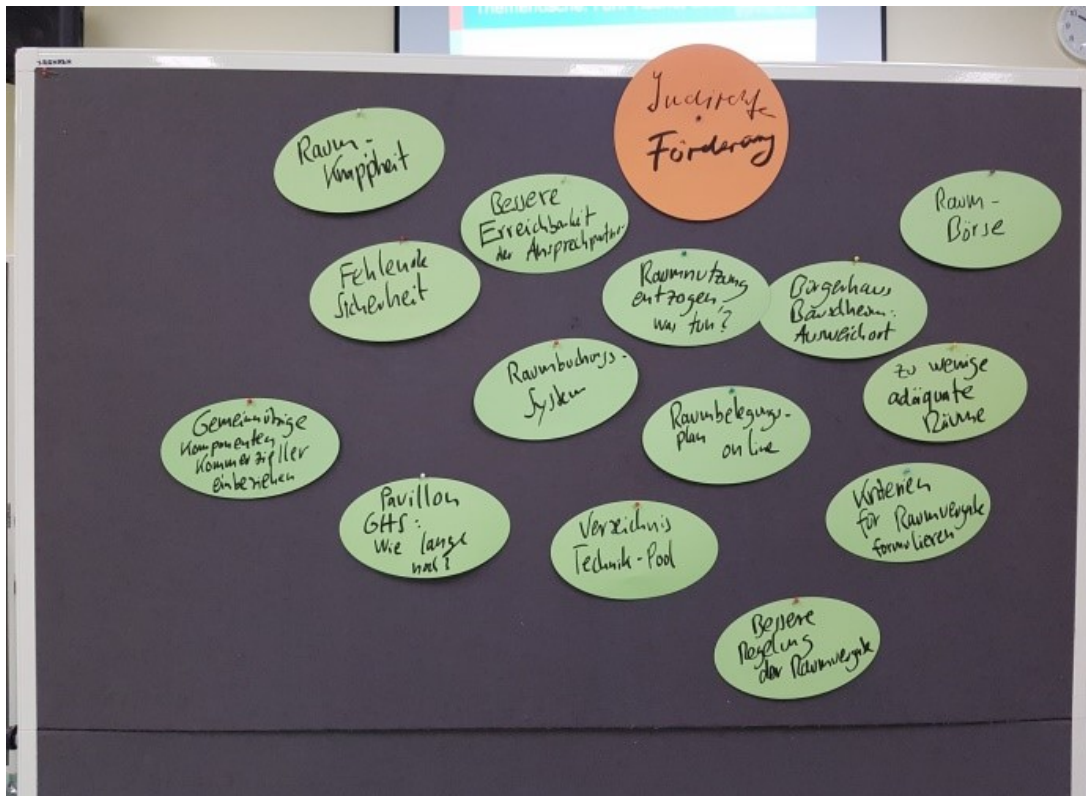 Indirekte
Förderung
Raum-
Knappheit
Bessere
Erreichbarkeit
der Ansprechpartner
Raum-
Börse
Fehlende
Sicherheit
Raumnutzung
entzogen,
was tun?
Bürgerhaus
Bauschheim:
Ausweichort
Raumbuchungs-
System
zu wenige
adäquate
Räume
Raumbelegungs-
plan
online
Gemeinnützige
Komponenten
Kommerzieller
einbeziehen
Pavillon
GHS:
Wie lange
noch?
Verzeichnis
Technik-Pool
Kriterien
für Raumvergabe
formulieren
Bessere
Regelung
der Raumvergabe